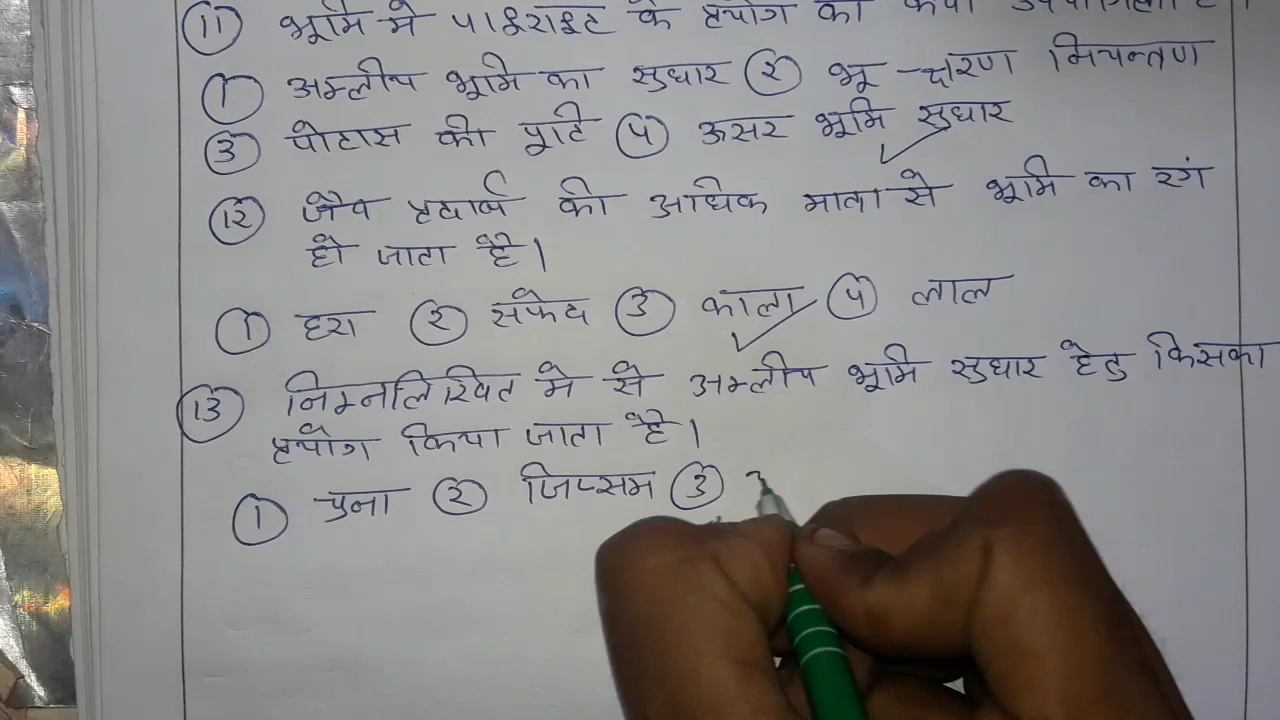 (11) भूमि में पाइराइट के प्रयोग की क्या
(1) अम्लीय भूमि का सुधार (2) भू-क्षरण नियन्त्रण
(3) पोटास की पूर्ति (4) ऊसर भूमि सुधार
(12) जैव पदार्थ की अधिक मात्रा से भूमि का रंग
हो जाता है।
(1) हरा (2) सफेद (3) काला (4) लाल
(13) निम्नलिखित मे से अम्लीय भूमि सुधार हेतु किसका
प्रयोग किया जाता है।
(1) चुना (2) जिप्सम (3)